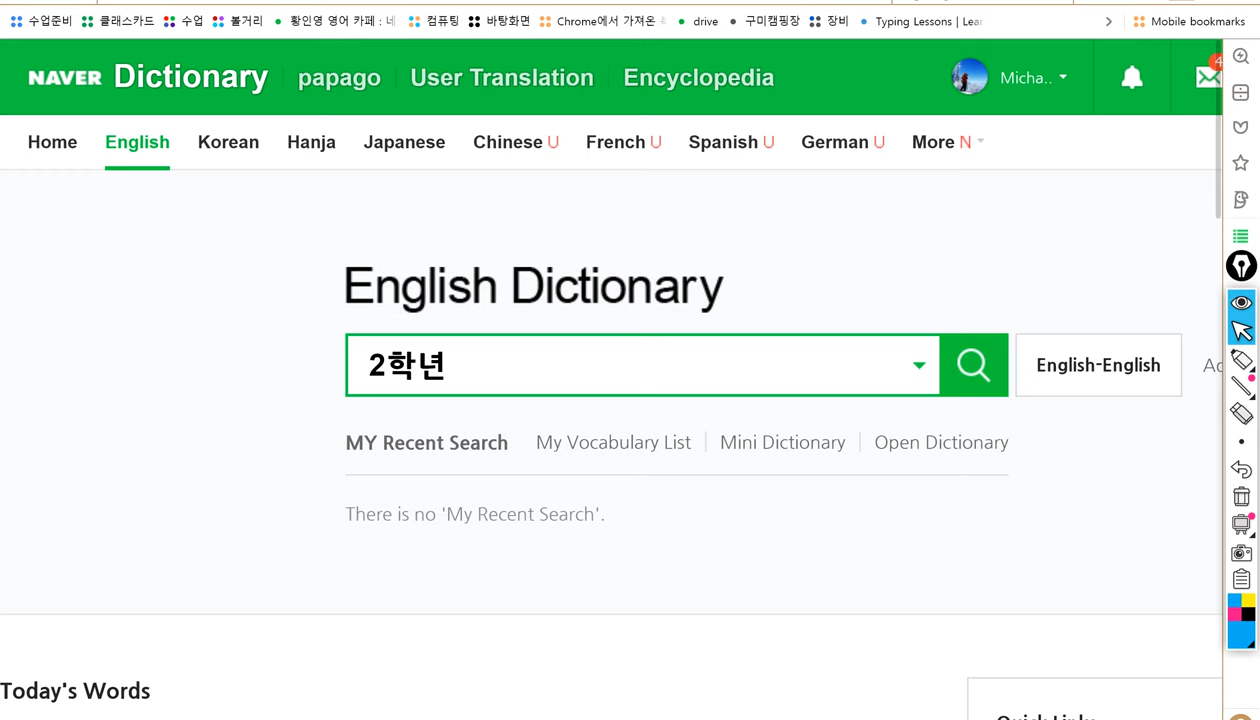 수업준비 클래스카드 수업 볼거리 황인영 영어 카페 : 네 컴퓨팅 바탕화면 Chrome에서 가져온 drive 구미캠핑장 장비 Typing Lessons | Lear Mobile bookmarks
NAVER Dictionary papago User Translation Encyclopedia Micha.. 4
Home English Korean Hanja Japanese Chinese U French U Spanish U German U More N
English Dictionary
2학년 English-English
MY Recent Search My Vocabulary List Mini Dictionary Open Dictionary
There is no 'My Recent Search'.
Today's Words
Quick Links